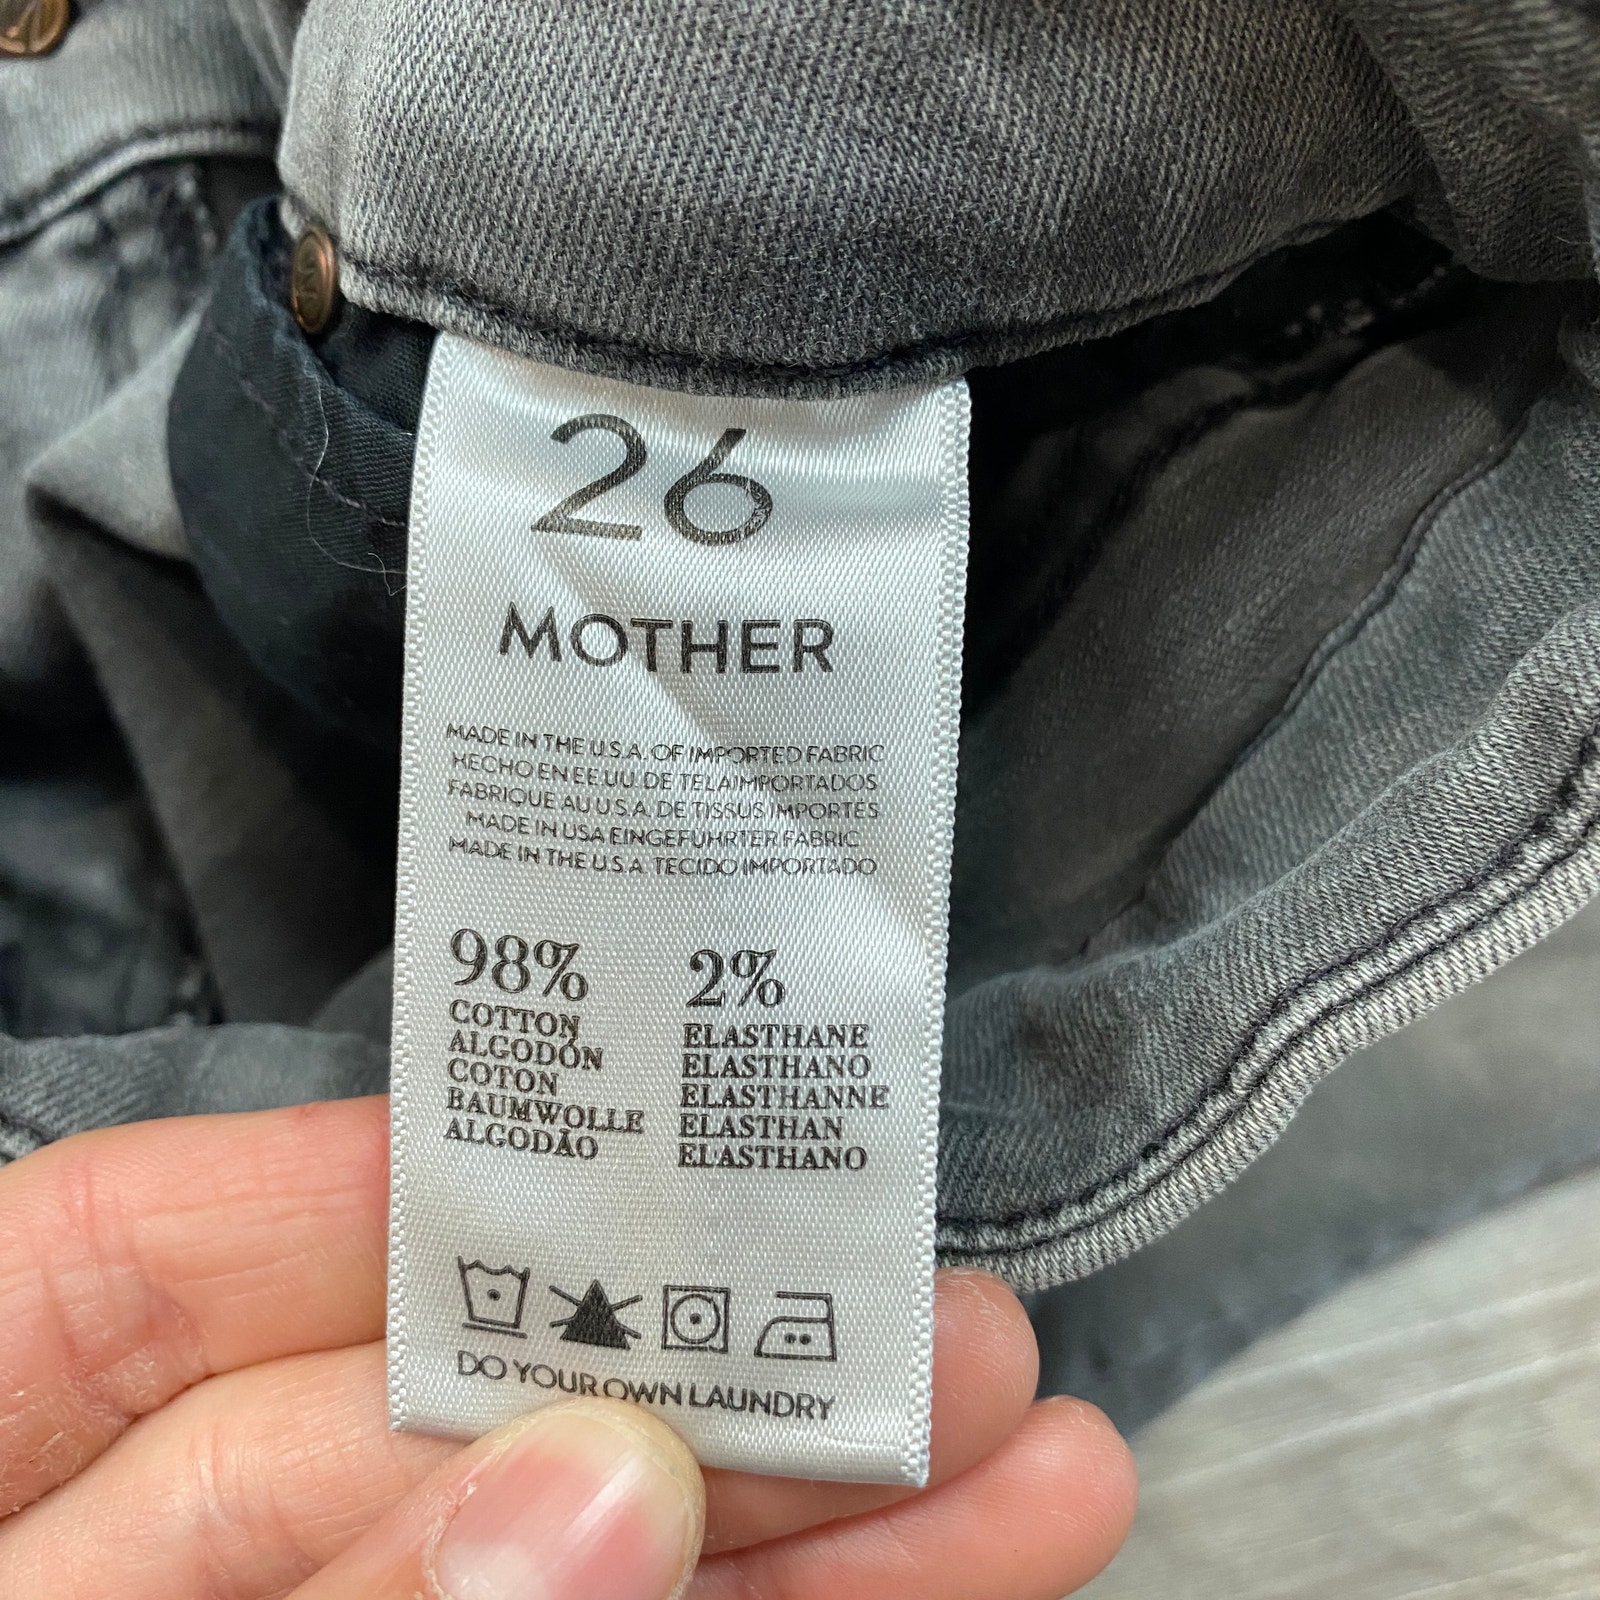 26
MOTHER
MADE IN THE U.S.A. OF IMPORTED FABRIC
HECHO EN EE.UU. DE TELA IMPORTADOS
FABRIQUE AU U.S.A. DE TISSUS IMPORTÉS
MADE IN USA EINGEFUHRTER FABRIC
MADE IN THE U.S.A. TECIDO IMPORTADO
98%
COTTON
ALGODÓN
COTON
BAUMWOLLE
ALGODÃO
2%
ELASTHANE
ELASTHANO
ELASTHANNE
ELASTHAN
ELASTHANO
DO YOUR OWN LAUNDRY